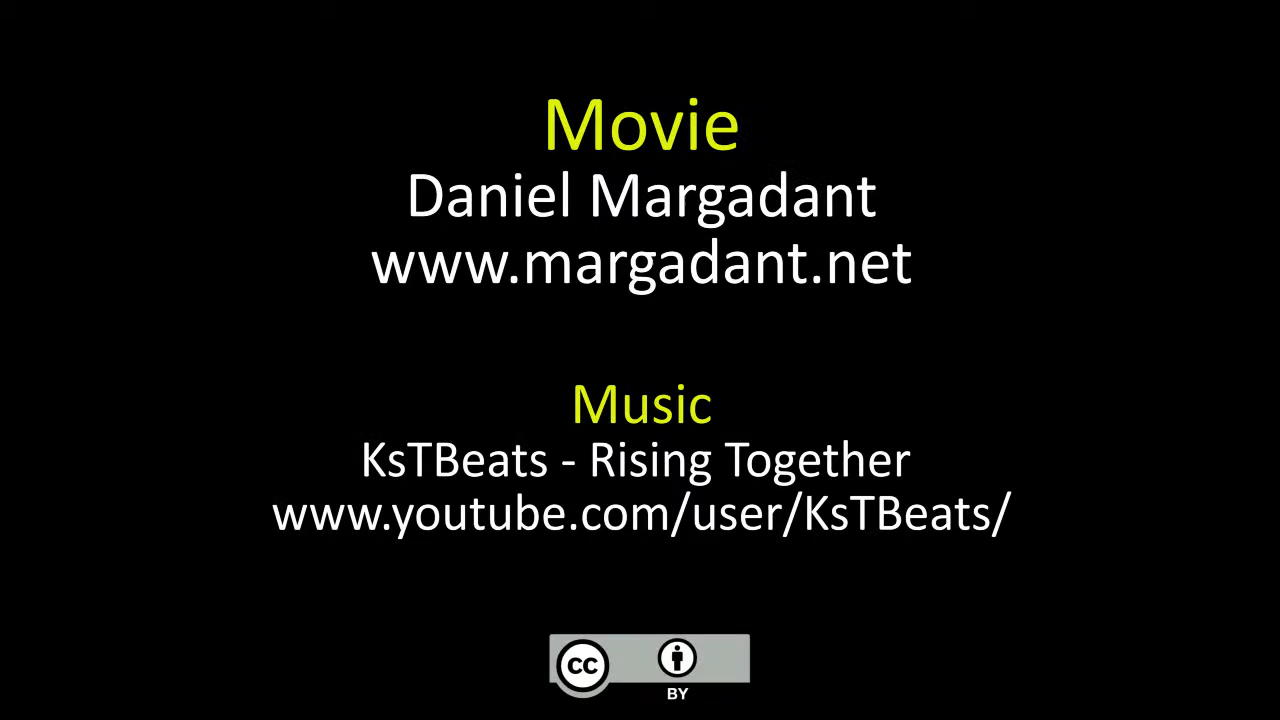 Movie
Daniel Margadant
www.margadant.net
Music
KsTBeats - Rising Together
www.youtube.com/user/KsTBeats/
CC
BY